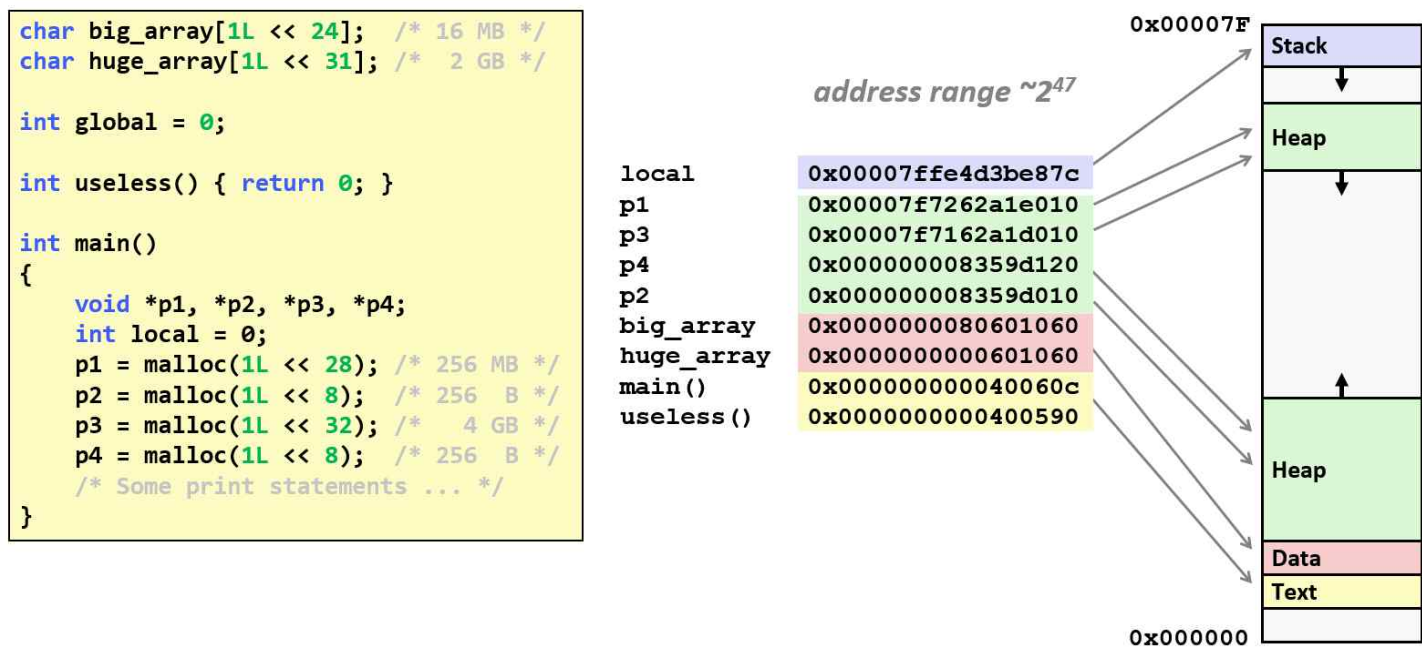 char big_array[1L << 24];  /* 16 MB */
char huge_array[1L << 31]; /*  2 GB */
int global = 0;
int useless() { return 0; }
int main()
{
    void *p1, *p2, *p3, *p4;
    int local = 0;
    p1 = malloc(1L << 28); /* 256 MB */
    p2 = malloc(1L << 8);  /* 256  B */
    p3 = malloc(1L << 32); /*   4 GB */
    p4 = malloc(1L << 8);  /* 256  B */
    /* Some print statements ... */
}
address range ~2^47
local 0x00007ffe4d3be87c
p1 0x00007f7262a1e010
p3 0x00007f7162a1d010
p4 0x000000008359d120
p2 0x000000008359d010
big_array 0x0000000080601060
huge_array 0x0000000000601060
main() 0x000000000040060c
useless() 0x0000000000400590
0x00007F
Stack
Heap
Heap
Data
Text
0x000000